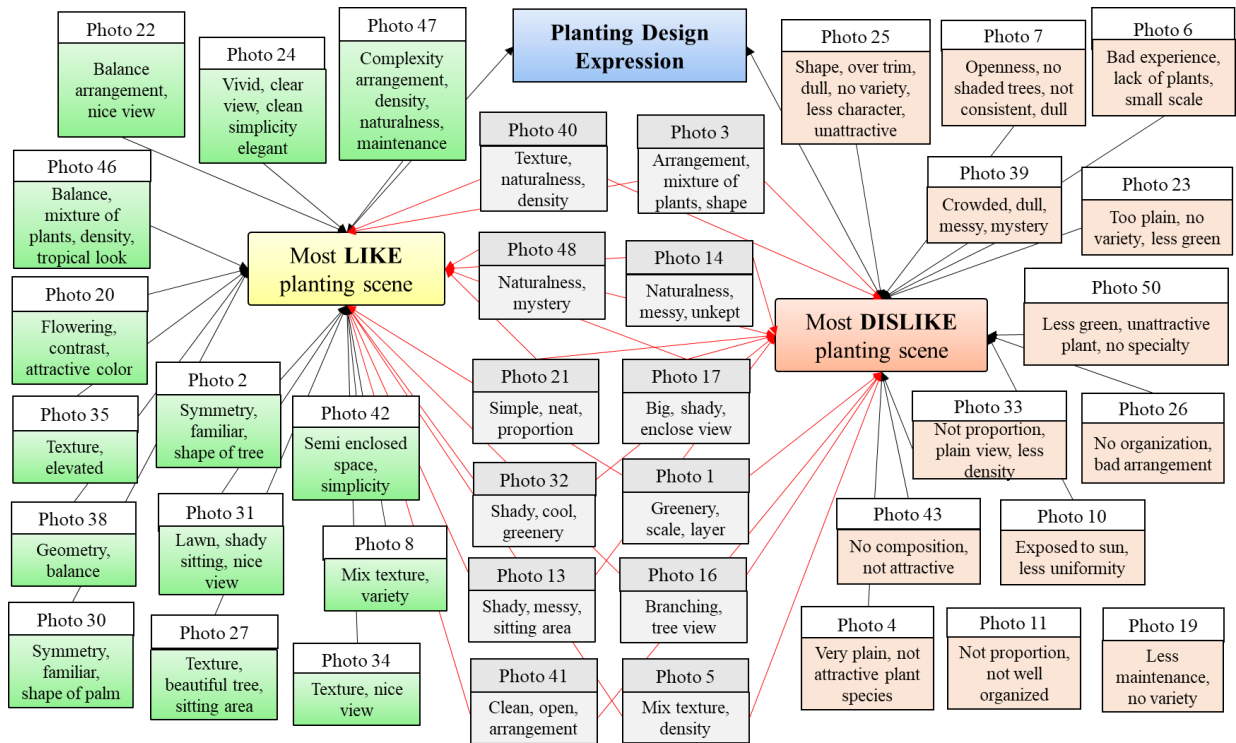 Planting Design
Expression
Photo 22
Balance
arrangement,
nice view
Photo 24
Vivid, clear
view, clean
simplicity
elegant
Photo 47
Complexity
arrangement,
density,
naturalness,
maintenance
Photo 46
Balance,
mixture of
plants, density,
tropical look
Photo 20
Flowering,
contrast,
attractive color
Photo 35
Texture,
elevated
Photo 38
Geometry,
balance
Photo 30
Symmetry,
familiar,
shape of palm
Photo 2
Symmetry,
familiar,
shape of tree
Photo 31
Lawn, shady
sitting, nice
view
Photo 27
Texture,
beautiful tree,
sitting area
Photo 42
Semi enclosed
space,
simplicity
Photo 8
Mix texture,
variety
Photo 34
Texture, nice
view
Most LIKE
planting scene
Photo 40
Texture,
naturalness,
density
Photo 3
Arrangement,
mixture of
plants, shape
Photo 48
Naturalness,
mystery
Photo 14
Naturalness,
messy, unkept
Photo 21
Simple, neat,
proportion
Photo 17
Big, shady,
enclose view
Photo 32
Shady, cool,
greenery
Photo 1
Greenery,
scale, layer
Photo 13
Shady, messy,
sitting area
Photo 16
Branching,
tree view
Photo 41
Clean, open,
arrangement
Photo 5
Mix texture,
density
Most DISLIKE
planting scene
Photo 25
Shape, over trim,
dull, no variety,
less character,
unattractive
Photo 7
Openness, no
shaded trees, not
consistent, dull
Photo 6
Bad experience,
lack of plants,
small scale
Photo 39
Crowded, dull,
messy, mystery
Photo 23
Too plain, no
variety, less green
Photo 50
Less green, unattractive
plant, no specialty
Photo 33
Not proportion,
plain view, less
density
Photo 26
No organization,
bad arrangement
Photo 43
No composition,
not attractive
Photo 10
Exposed to sun,
less uniformity
Photo 4
Very plain, not
attractive plant
species
Photo 11
Not proportion,
not well
organized
Photo 19
Less
maintenance,
no variety